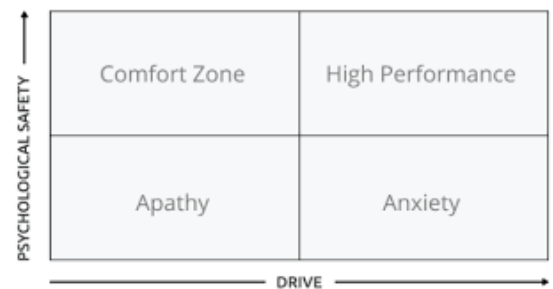 PSYCHOLOGICAL SAFETY
Comfort Zone
High Performance
Apathy
Anxiety
DRIVE